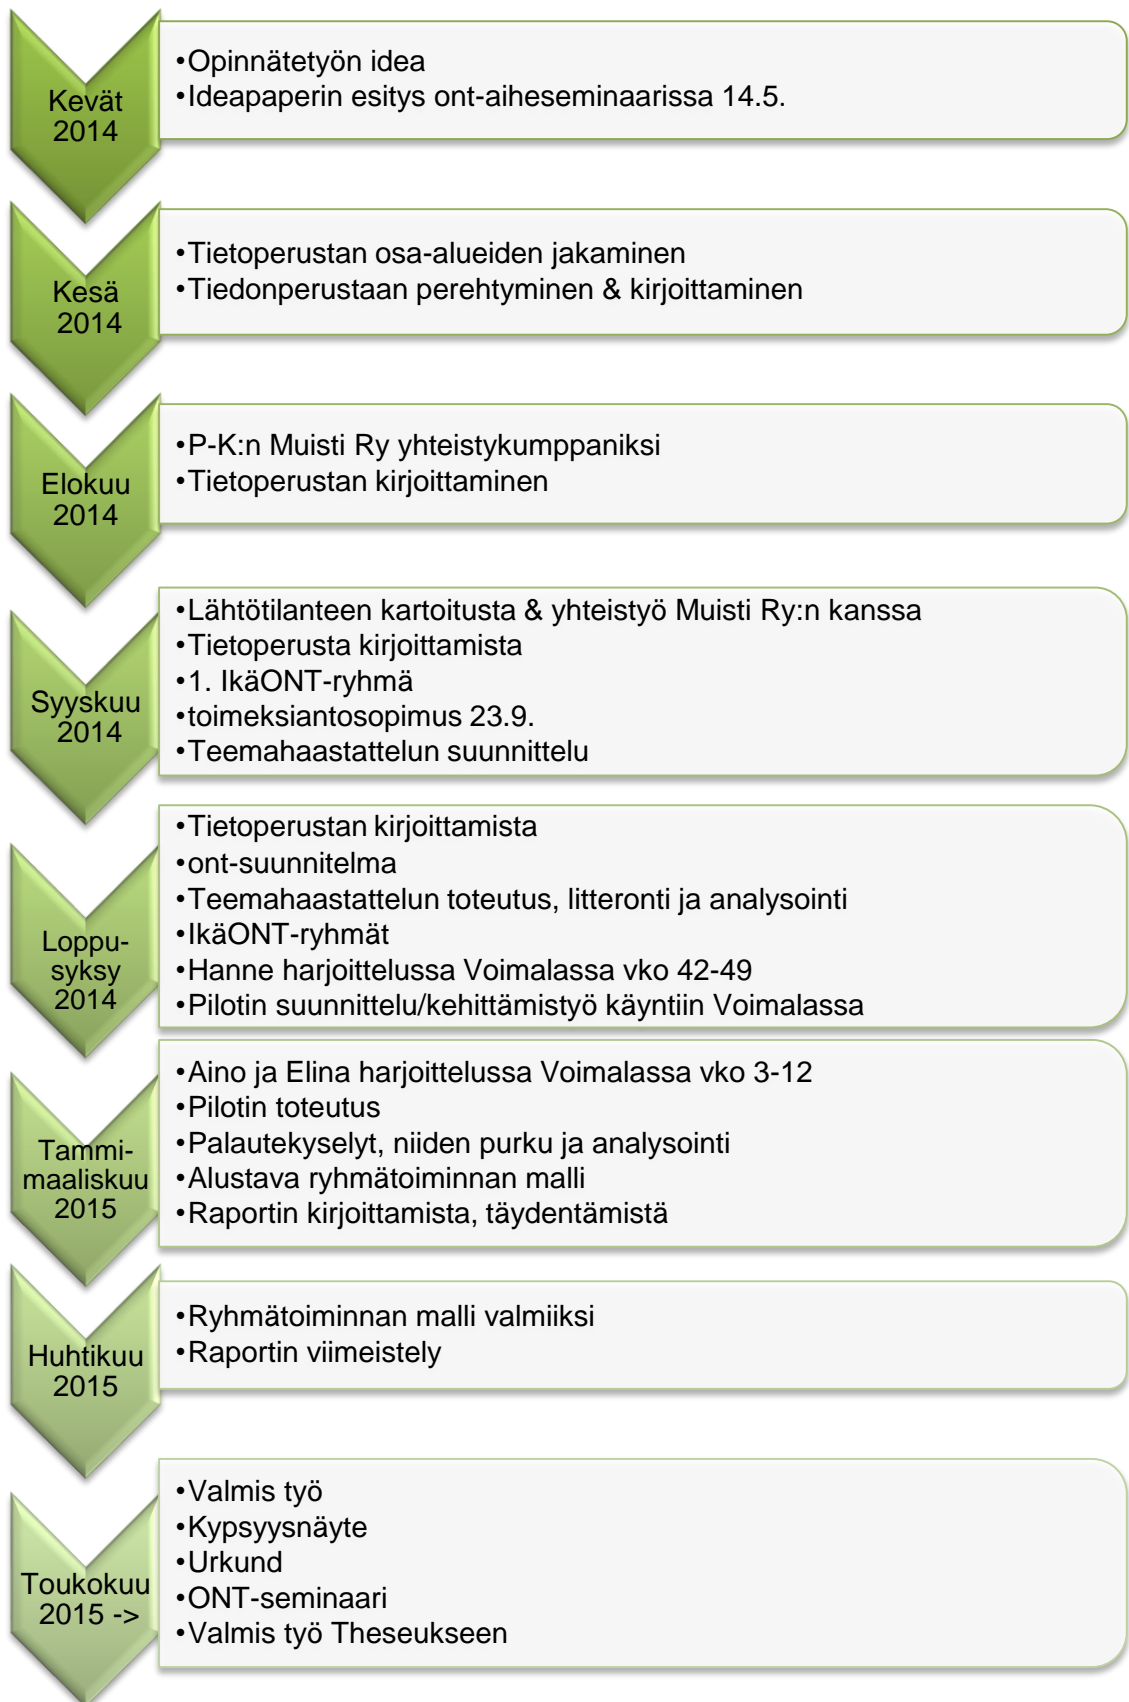 Kevät
2014
•Opinnätetyön idea
•Ideapaperin esitys ont-aiheseminaarissa 14.5.
Kesä
2014
•Tietoperustan osa-alueiden jakaminen
•Tiedonperustaan perehtyminen & kirjoittaminen
Elokuu
2014
•P-K:n Muisti Ry yhteistykumppaniksi
•Tietoperustan kirjoittaminen
Syyskuu
2014
•Lähtötilanteen kartoitusta & yhteistyö Muisti Ry:n kanssa
•Tietoperusta kirjoittamista
•1. IkäONT-ryhmä
•toimeksiantosopimus 23.9.
•Teemahaastattelun suunnittelu
Loppu-
syksy
2014
•Tietoperustan kirjoittamista
•ont-suunnitelma
•Teemahaastattelun toteutus, litteronti ja analysointi
•IkäONT-ryhmät
•Hanne harjoittelussa Voimalassa vko 42-49
•Pilotin suunnittelu/kehittämistyö käyntiin Voimalassa
Tammi-
maaliskuu
2015
•Aino ja Elina harjoittelussa Voimalassa vko 3-12
•Pilotin toteutus
•Palautekyselyt, niiden purku ja analysointi
•Alustava ryhmätoiminnan malli
•Raportin kirjoittamista, täydentämistä
Huhtikuu
2015
•Ryhmätoiminnan malli valmiiksi
•Raportin viimeistely
Toukokuu
2015 ->
•Valmis työ
•Kypsyysnäyte
•Urkund
•ONT-seminaari
•Valmis työ Theseukseen